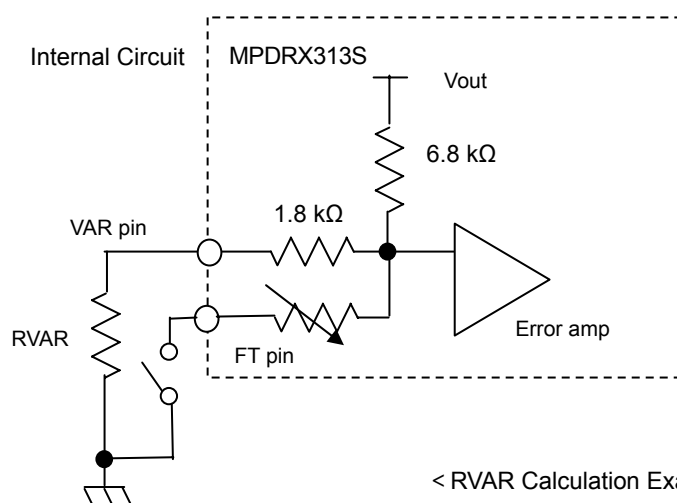 Internal Circuit
MPDRX313S
Vout
6.8 kΩ
1.8 kΩ
VAR pin
RVAR
FT pin
Error amp
< RVAR Calculation Exa